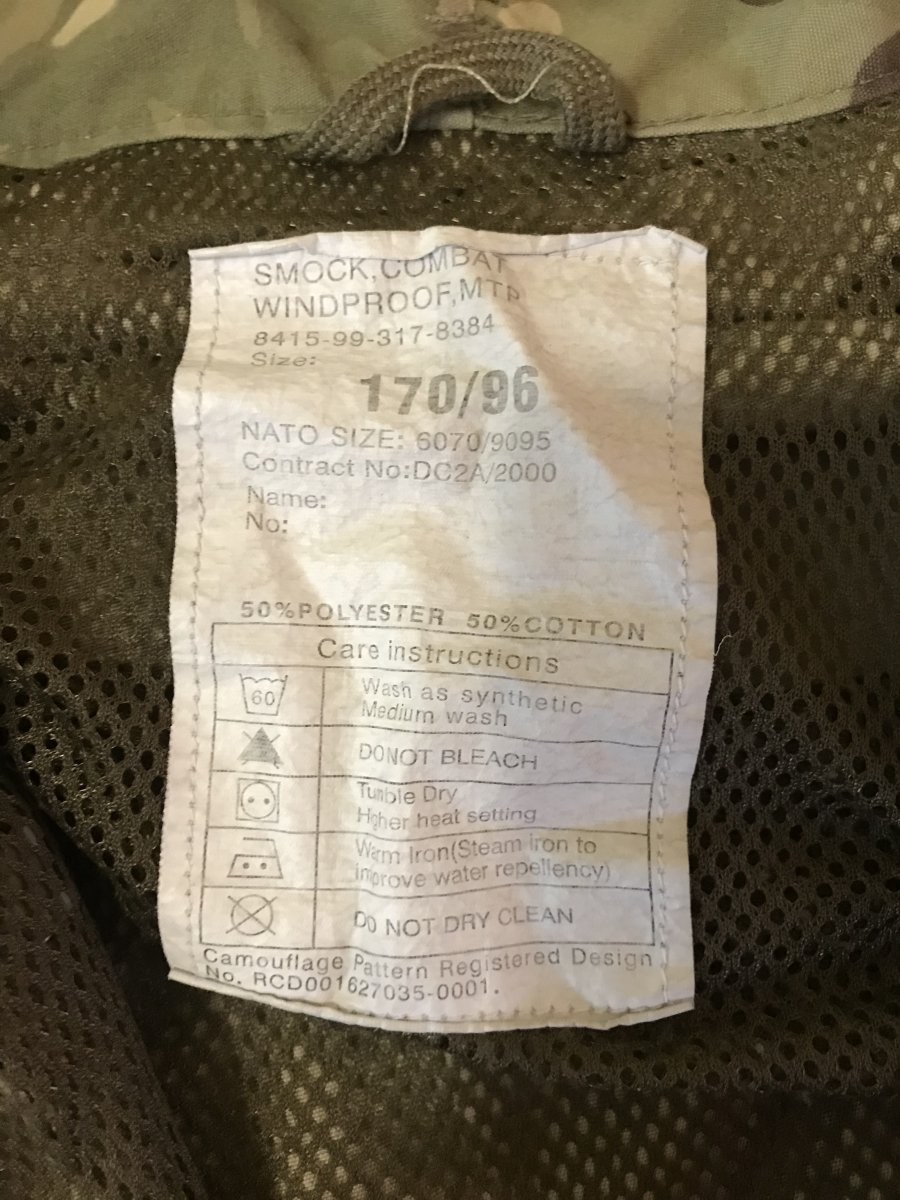 SMOCK,COMBAT
WINDPROOF,MTP
8415-99-317-8384
Size:
170/96
NATO SIZE: 6070/9095
Contract No:DC2A/2000
Name:
No:
50%POLYESTER 50%COTTON
Care instructions
60
Wash as synthetic
Medium wash
DONOT BLEACH
Tumble Dry
Higher heat setting
Warm Iron(Steam iron to
improve water repellency)
DO NOT DRY CLEAN
Camouflage Pattern Registered Design
No. RCD001627035-0001.